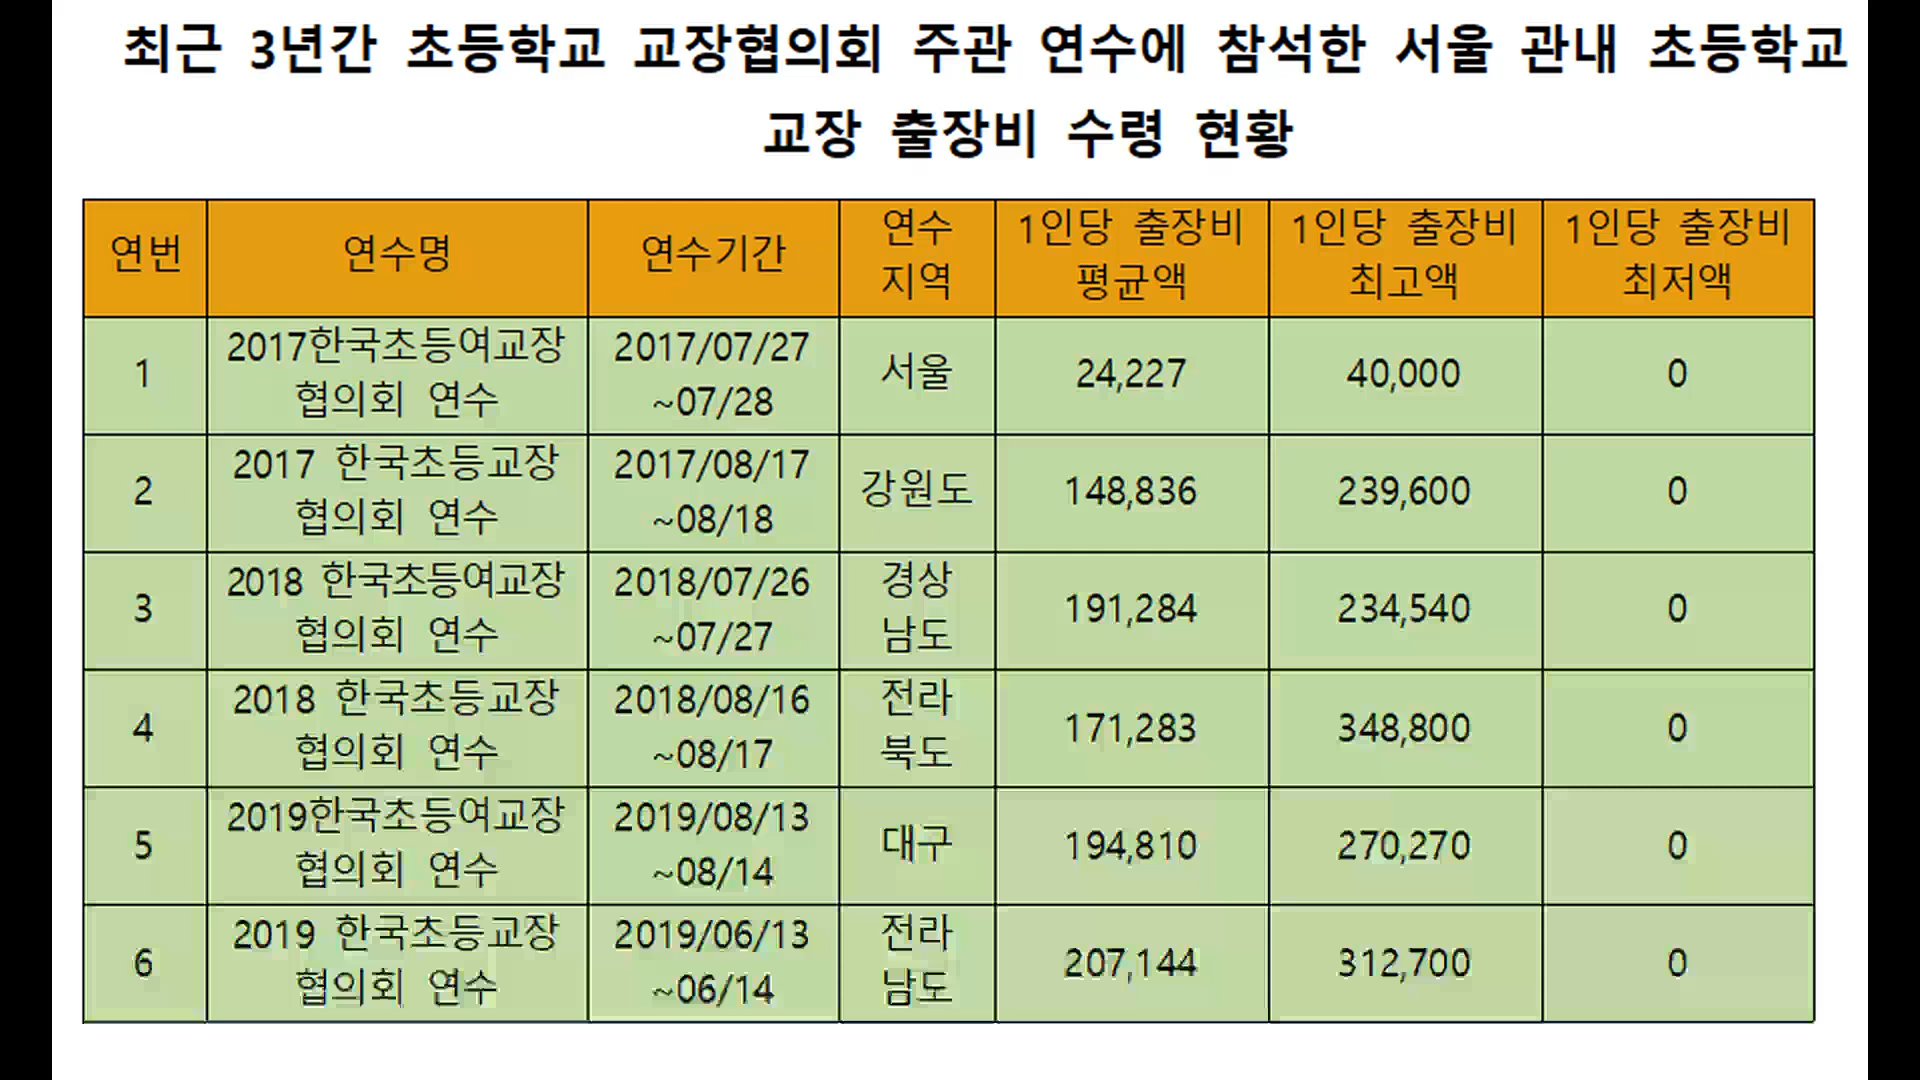 최근 3년간 초등학교 교장협의회 주관 연수에 참석한 서울 관내 초등학교
교장 출장비 수령 현황
연번 연수명 연수기간 연수 지역 1인당 출장비 평균액 1인당 출장비 최고액 1인당 출장비 최저액
1 2017한국초등여교장 협의회 연수 2017/07/27 ~07/28 서울 24,227 40,000 0
2 2017 한국초등교장 협의회 연수 2017/08/17 ~08/18 강원도 148,836 239,600 0
3 2018 한국초등여교장 협의회 연수 2018/07/26 ~07/27 경상 남도 191,284 234,540 0
4 2018 한국초등교장 협의회 연수 2018/08/16 ~08/17 전라 북도 171,283 348,800 0
5 2019한국초등여교장 협의회 연수 2019/08/13 ~08/14 대구 194,810 270,270 0
6 2019 한국초등교장 협의회 연수 2019/06/13 ~06/14 전라 남도 207,144 312,700 0